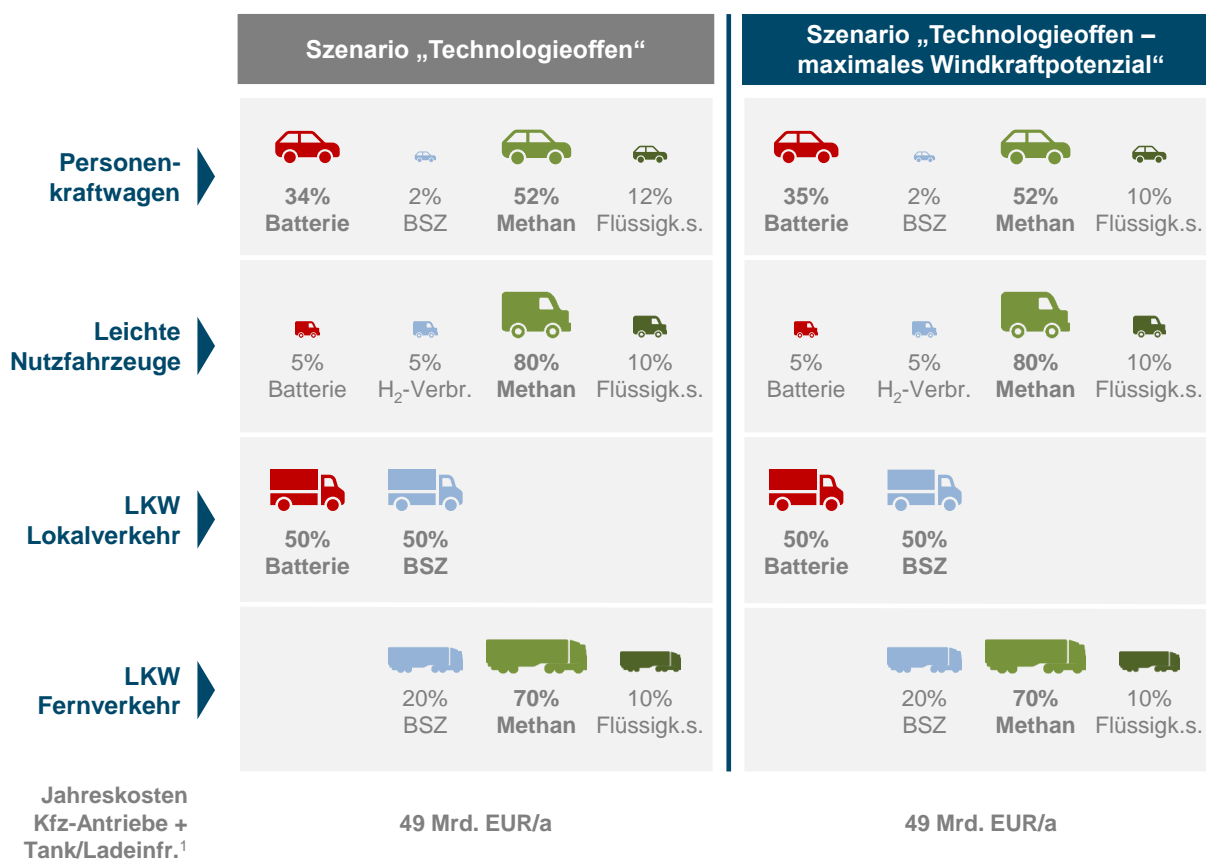 Szenario „Technologieoffen“
Szenario „Technologieoffen –
maximales Windkraftpotenzial“
Personen-
kraftwagen
34%
Batterie
2%
BSZ
52%
Methan
12%
Flüssigk.s.
35%
Batterie
2%
BSZ
52%
Methan
10%
Flüssigk.s.
Leichte
Nutzfahrzeuge
5%
Batterie
5%
H₂-Verbr.
80%
Methan
10%
Flüssigk.s.
5%
Batterie
5%
H₂-Verbr.
80%
Methan
10%
Flüssigk.s.
LKW
Lokalverkehr
50%
Batterie
50%
BSZ
50%
Batterie
50%
BSZ
LKW
Fernverkehr
20%
BSZ
70%
Methan
10%
Flüssigk.s.
20%
BSZ
70%
Methan
10%
Flüssigk.s.
Jahreskosten
Kfz-Antriebe +
Tank/Ladeinfr.¹
49 Mrd. EUR/a
49 Mrd. EUR/a